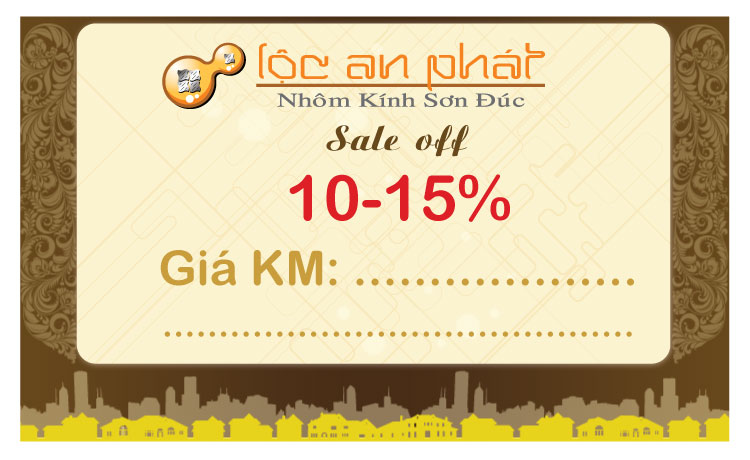 lộc an phát
Nhôm Kính Sơn Đúc
Sale off
10-15%
Giá KM: ...................
..............................................